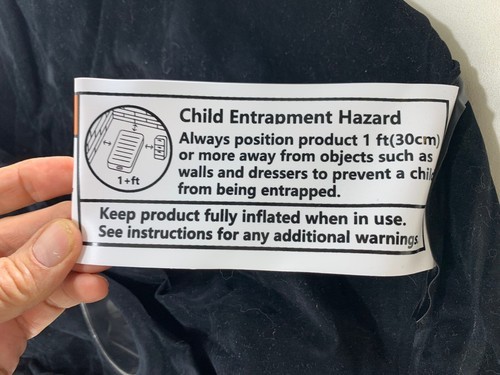 Child Entrapment Hazard
Always position product 1 ft(30cm)
or more away from objects such as
walls and dressers to prevent a child
from being entrapped.
1+ft
Keep product fully inflated when in use.
See instructions for any additional warnings